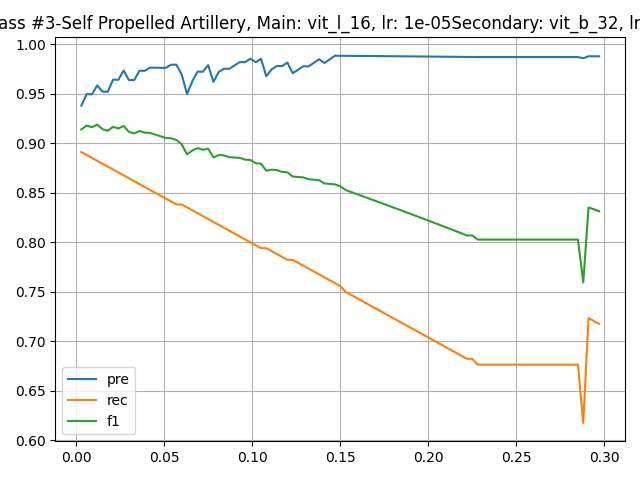 ass #3-Self Propelled Artillery, Main: vit_l_16, lr: 1e-05Secondary: vit_b_32, lr
1.00
0.95
0.90
0.85
0.80
0.75
0.70
0.65
0.60
pre
rec
f1
0.00 0.05 0.10 0.15 0.20 0.25 0.30